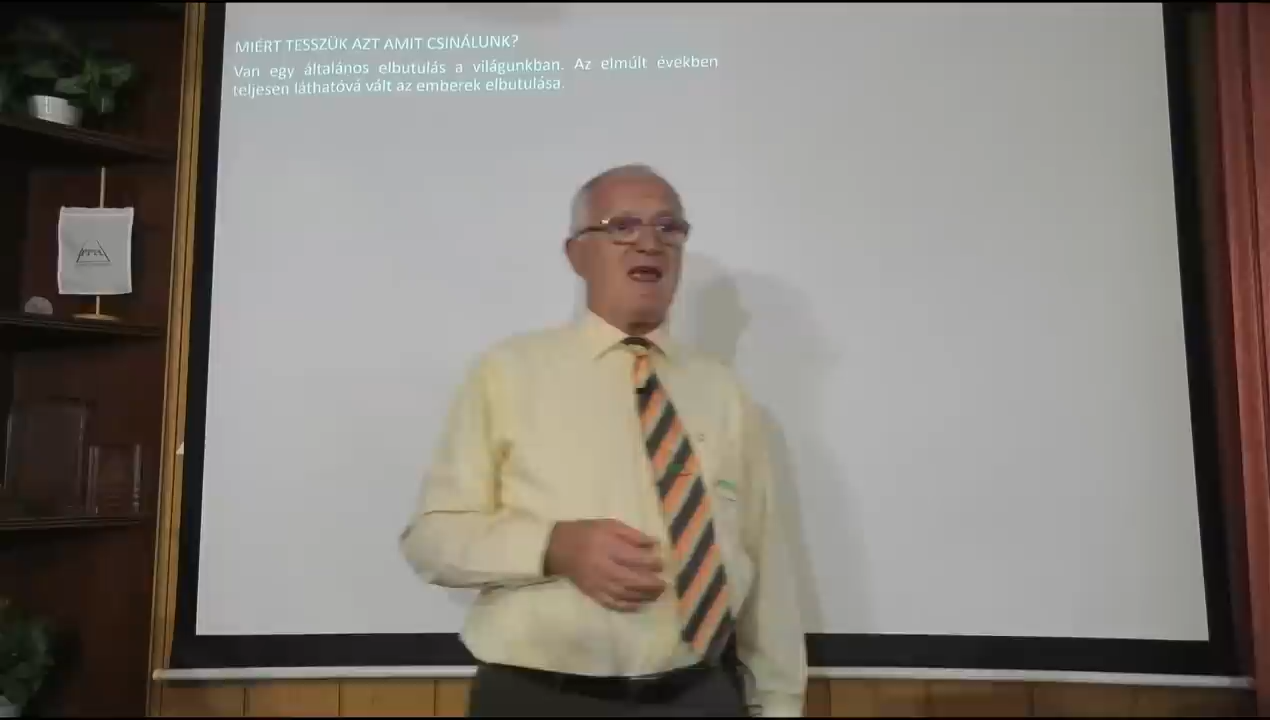 MIÉRT TESSZÜK AZT AMIT CSINÁLUNK?
Van egy általános elbutulás a világunkban. Az elmúlt években
teljesen láthatóvá vált az emberek elbutulása.